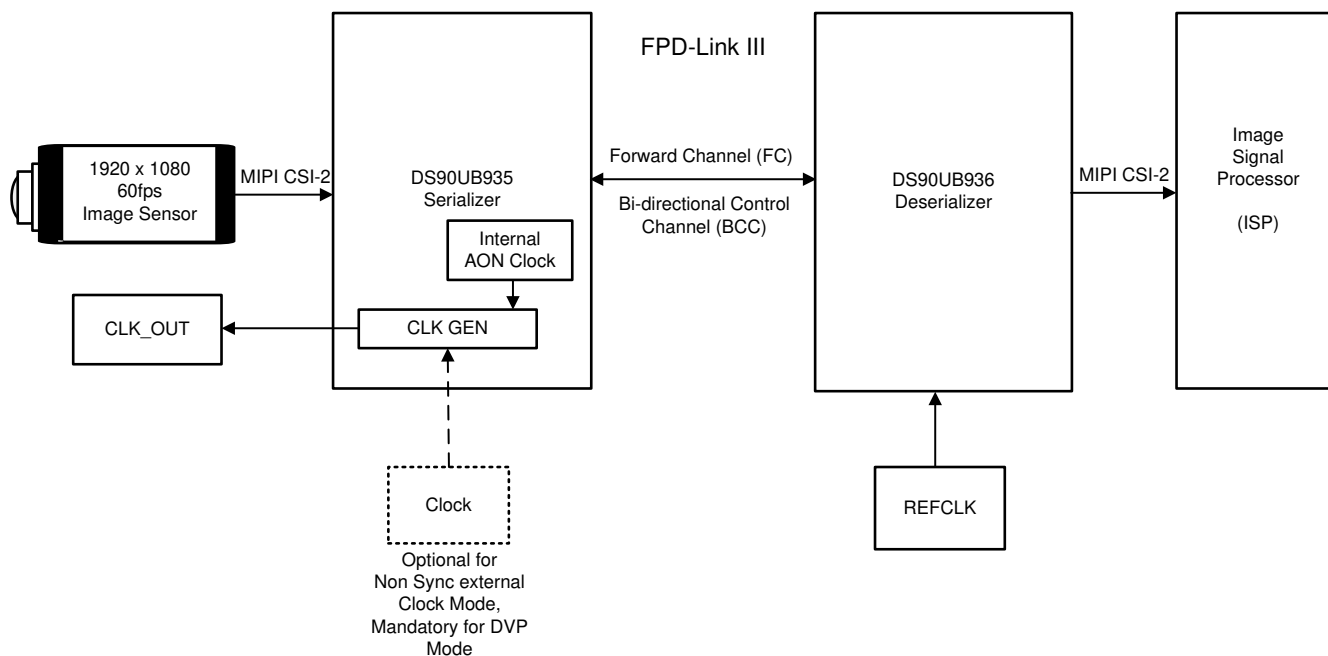 FPD-Link III
1920 x 1080
60fps
Image Sensor
MIPI CSI-2
DS90UB935
Serializer
Forward Channel (FC)
Bi-directional Control
Channel (BCC)
DS90UB936
Deserializer
MIPI CSI-2
Image
Signal
Processor
(ISP)
Internal
AON Clock
CLK_OUT
CLK GEN
Clock
REFCLK
Optional for
Non Sync external
Clock Mode,
Mandatory for DVP
Mode